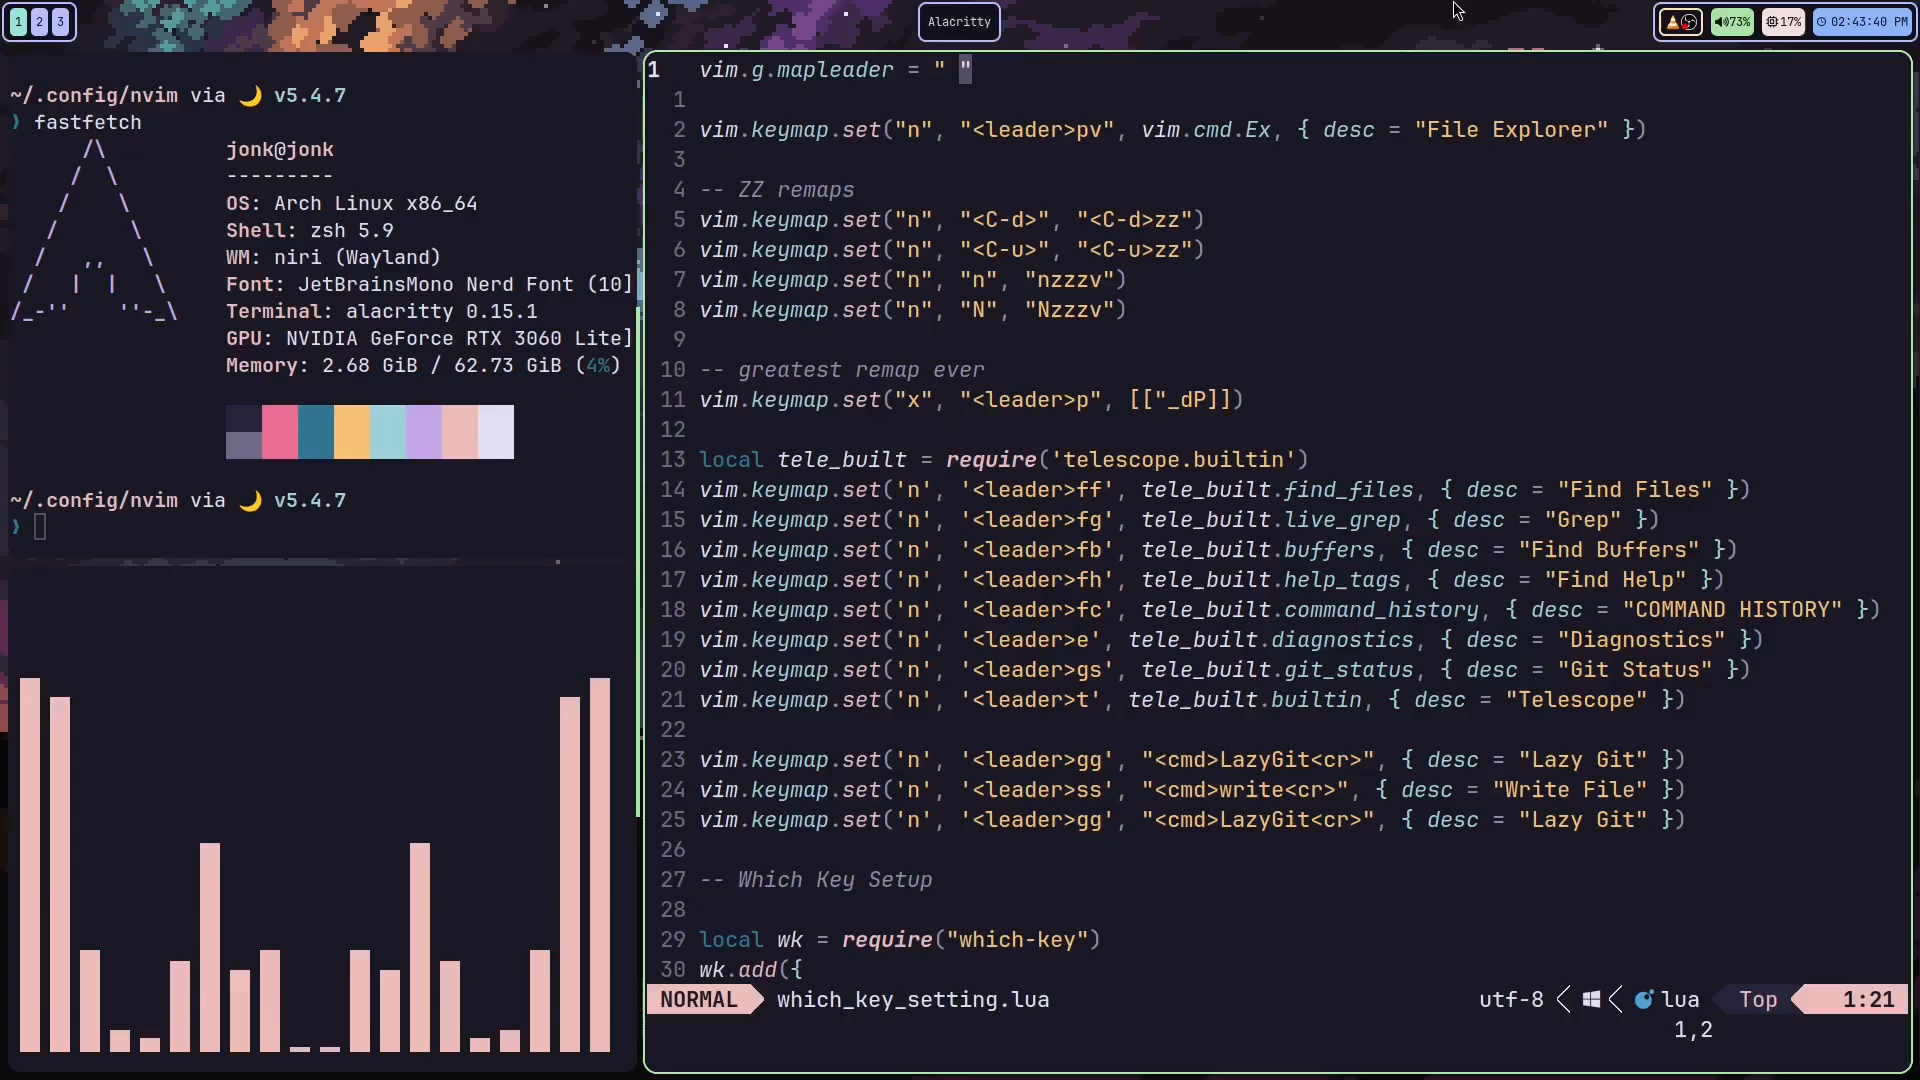 1 2 3
Alacritty
73% 17% 02:43:40 PM
~/.config/nvim via 🌙 v5.4.7
❯ fastfetch
jonk@jonk
---------
OS: Arch Linux x86_64
Shell: zsh 5.9
WM: niri (Wayland)
Font: JetBrainsMono Nerd Font (10]
Terminal: alacritty 0.15.1
GPU: NVIDIA GeForce RTX 3060 Lite]
Memory: 2.68 GiB / 62.73 GiB (4%)
~/.config/nvim via 🌙 v5.4.7
❯
1 vim.g.mapleader = " "
1
2 vim.keymap.set("n", "<leader>pv", vim.cmd.Ex, { desc = "File Explorer" })
3
4 -- ZZ remaps
5 vim.keymap.set("n", "<C-d>", "<C-d>zz")
6 vim.keymap.set("n", "<C-u>", "<C-u>zz")
7 vim.keymap.set("n", "n", "nzzzv")
8 vim.keymap.set("n", "N", "Nzzzv")
9
10 -- greatest remap ever
11 vim.keymap.set("x", "<leader>p", [["_dP]])
12
13 local tele_built = require('telescope.builtin')
14 vim.keymap.set('n', '<leader>ff', tele_built.find_files, { desc = "Find Files" })
15 vim.keymap.set('n', '<leader>fg', tele_built.live_grep, { desc = "Grep" })
16 vim.keymap.set('n', '<leader>fb', tele_built.buffers, { desc = "Find Buffers" })
17 vim.keymap.set('n', '<leader>fh', tele_built.help_tags, { desc = "Find Help" })
18 vim.keymap.set('n', '<leader>fc', tele_built.command_history, { desc = "COMMAND HISTORY" })
19 vim.keymap.set('n', '<leader>e', tele_built.diagnostics, { desc = "Diagnostics" })
20 vim.keymap.set('n', '<leader>gs', tele_built.git_status, { desc = "Git Status" })
21 vim.keymap.set('n', '<leader>t', tele_built.builtin, { desc = "Telescope" })
22
23 vim.keymap.set('n', '<leader>gg', "<cmd>LazyGit<cr>", { desc = "Lazy Git" })
24 vim.keymap.set('n', '<leader>ss', "<cmd>write<cr>", { desc = "Write File" })
25 vim.keymap.set('n', '<leader>gg', "<cmd>LazyGit<cr>", { desc = "Lazy Git" })
26
27 -- Which Key Setup
28
29 local wk = require("which-key")
30 wk.add({
NORMAL which_key_setting.lua utf-8 lua Top 1:21
1,2